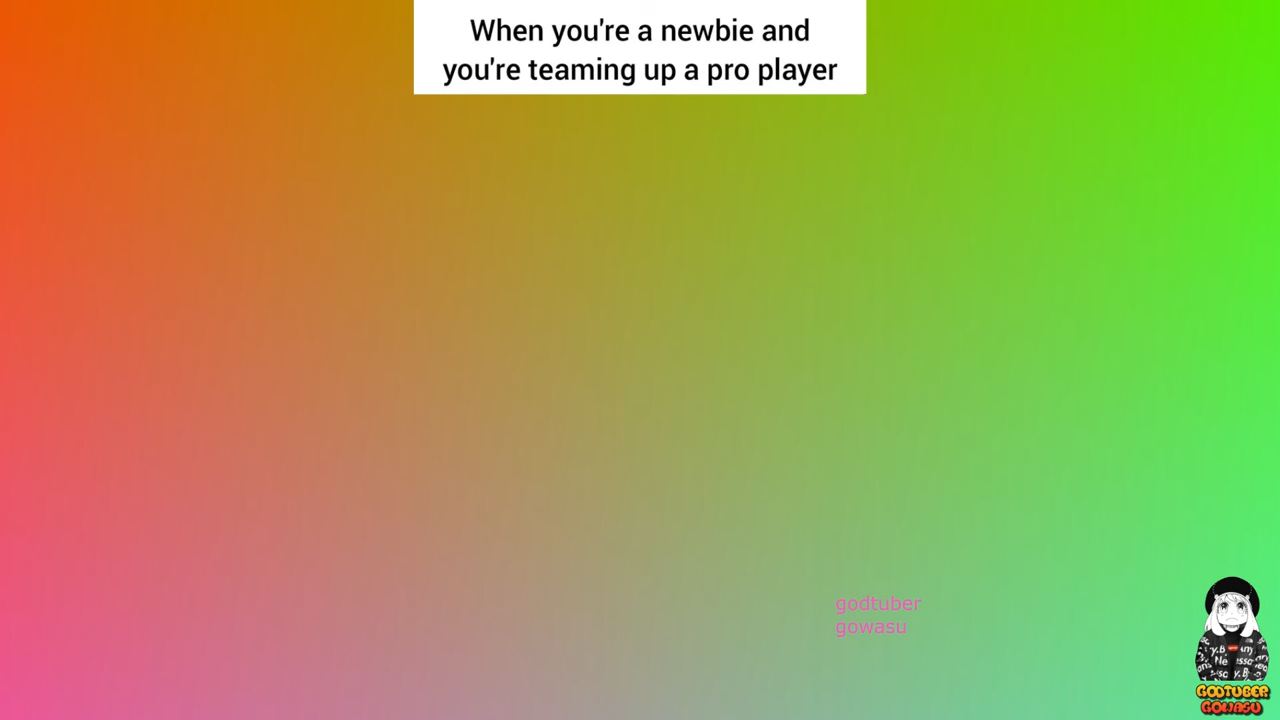 When you're a newbie and
you're teaming up a pro player
godtuber
gowasu
GODTUBER
GOWASU